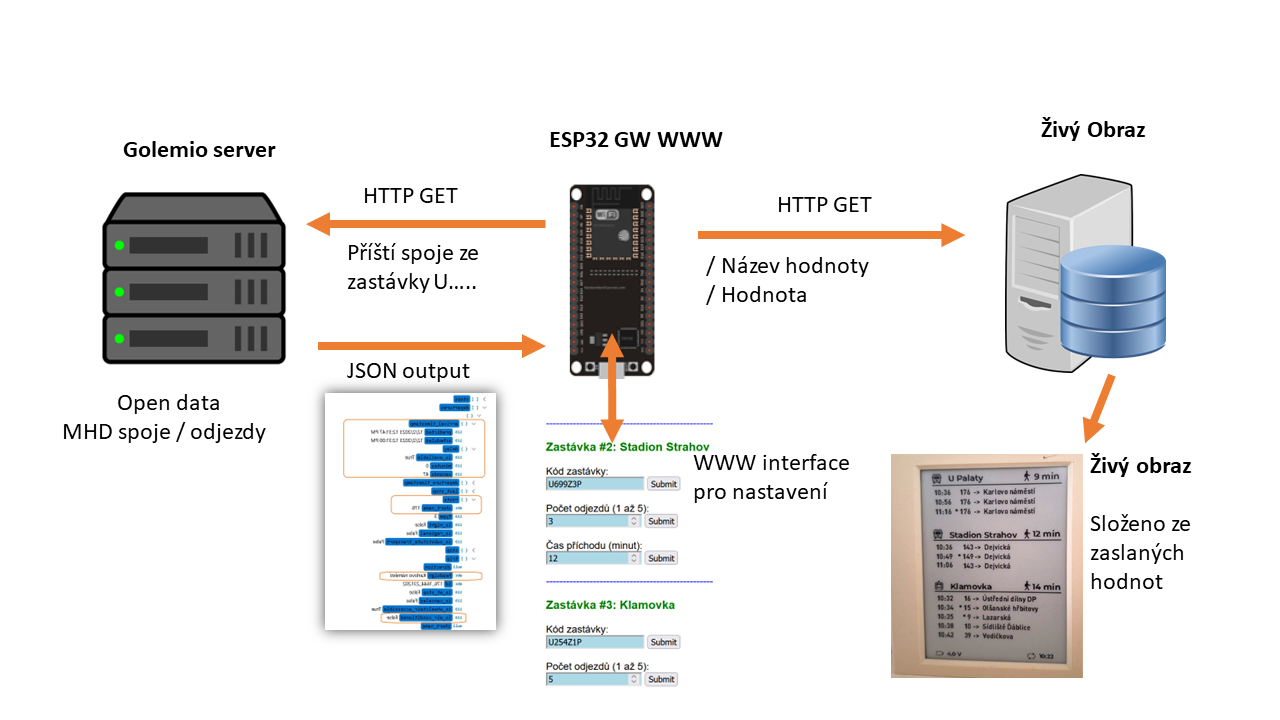 Golemio server
Open data
MHD spoje / odjezdy
HTTP GET
Příští spoje ze
zastávky U.....
JSON output
ESP32 GW WWW
HTTP GET
/ Název hodnoty
/ Hodnota
Živý Obraz
Zastávka #2: Stadion Strahov
Kód zastávky:
U699Z3P
Submit
Počet odjezdů (1 až 5):
3
Submit
Čas příchodu (minut):
12
Submit
Zastávka #3: Klamovka
Kód zastávky:
U254Z1P
Submit
Počet odjezdů (1 až 5):
5
Submit
WWW interface
pro nastavení
U Palaty 9 min
10:36 176 -> Karlovo náměstí
10:56 176 -> Karlovo náměstí
11:16 * 176 -> Karlovo náměstí
Stadion Strahov 12 min
10:26 143 -> Dejvická
10:49 * 149 -> Dejvická
11:06 143 -> Dejvická
Klamovka 14 min
10:32 16 -> Ústřední dílny DP
10:34 * 15 -> Olšanské hřbitovy
10:35 * 9 -> Lazarská
10:38 10 -> Sídliště Ďáblice
10:42 39 -> Vodičkova
4,0 V
10:22
Živý obraz
Složeno ze
zaslaných
hodnot